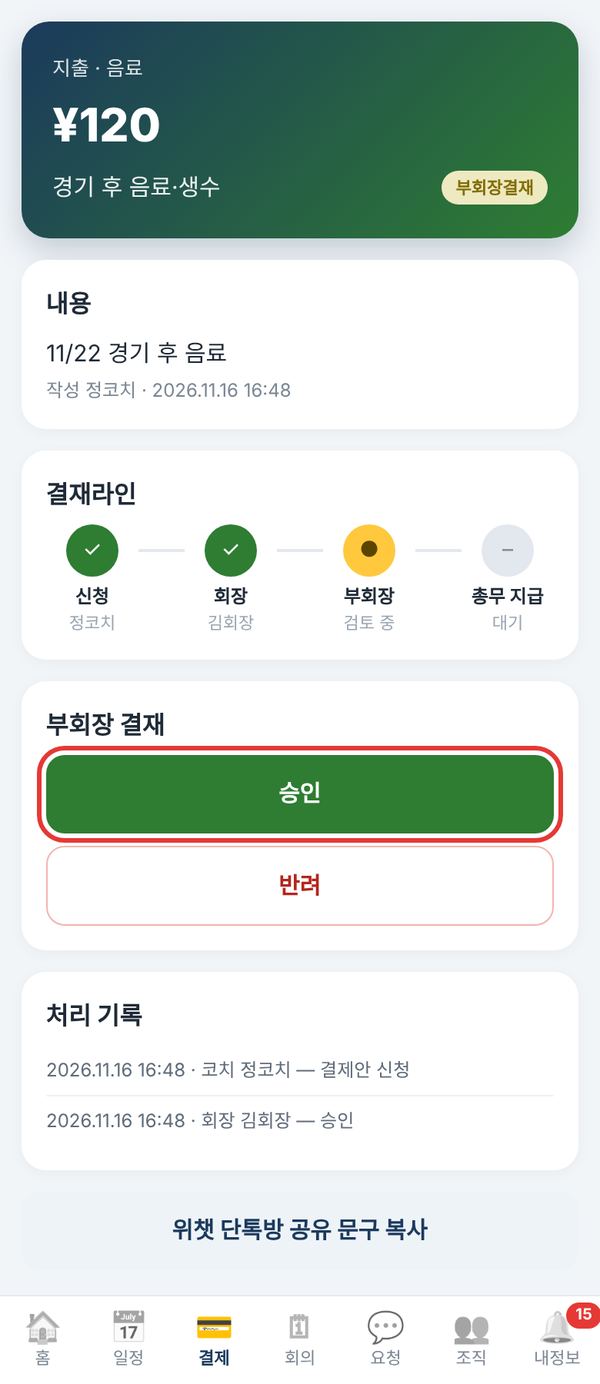 지출 · 음료
¥120
경기 후 음료·생수
부회장결재
내용
11/22 경기 후 음료
작성 정코치 · 2026.11.16 16:48
결재라인
신청
정코치
회장
김회장
부회장
검토 중
총무 지급
대기
부회장 결재
승인
반려
처리 기록
2026.11.16 16:48 · 코치 정코치 — 결제안 신청
2026.11.16 16:48 · 회장 김회장 — 승인
위챗 단톡방 공유 문구 복사
July
17
15
홈
일정
결제
회의
요청
조직
내정보